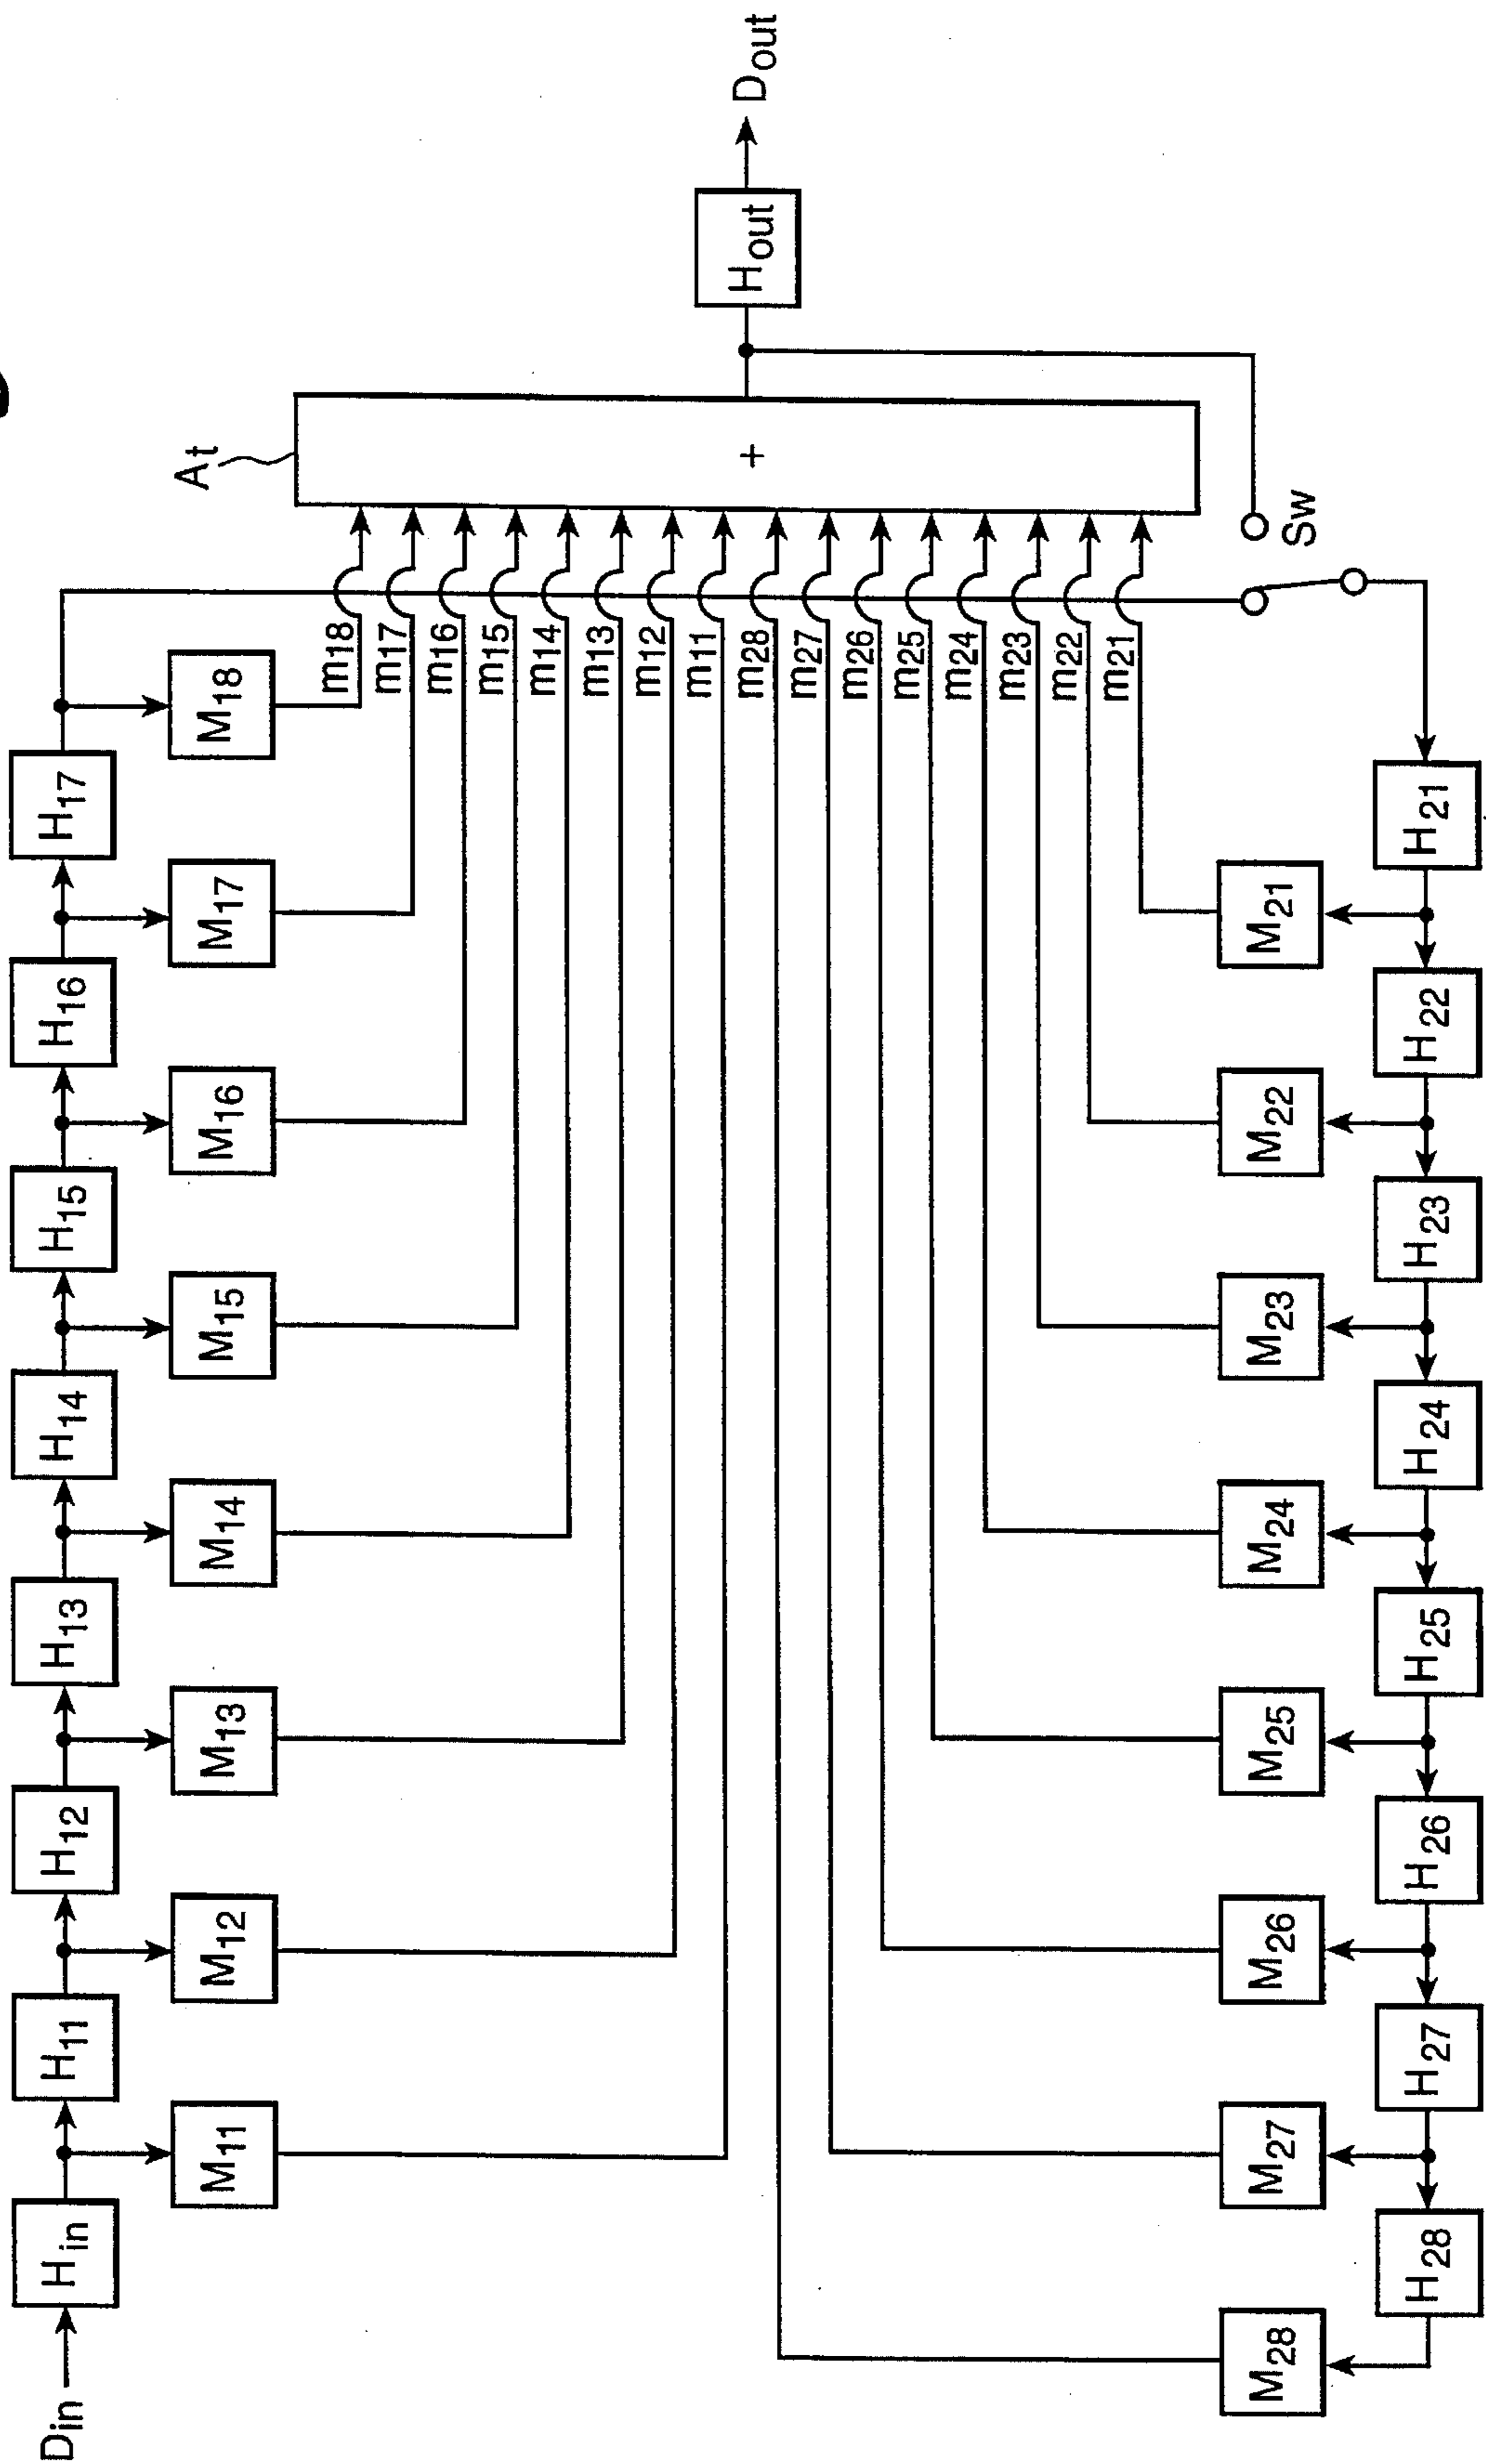 Din
Hin
H11
H12
H13
H14
H15
H16
H17
M11
M12
M13
M14
M15
M16
M17
M18
m18
m17
m16
m15
m14
m13
m12
m11
m28
m27
m26
m25
m24
m23
m22
m21
At
+
Hout
Dout
Sw
M28
M27
M26
M25
M24
M23
M22
M21
H28
H27
H26
H25
H24
H23
H22
H21